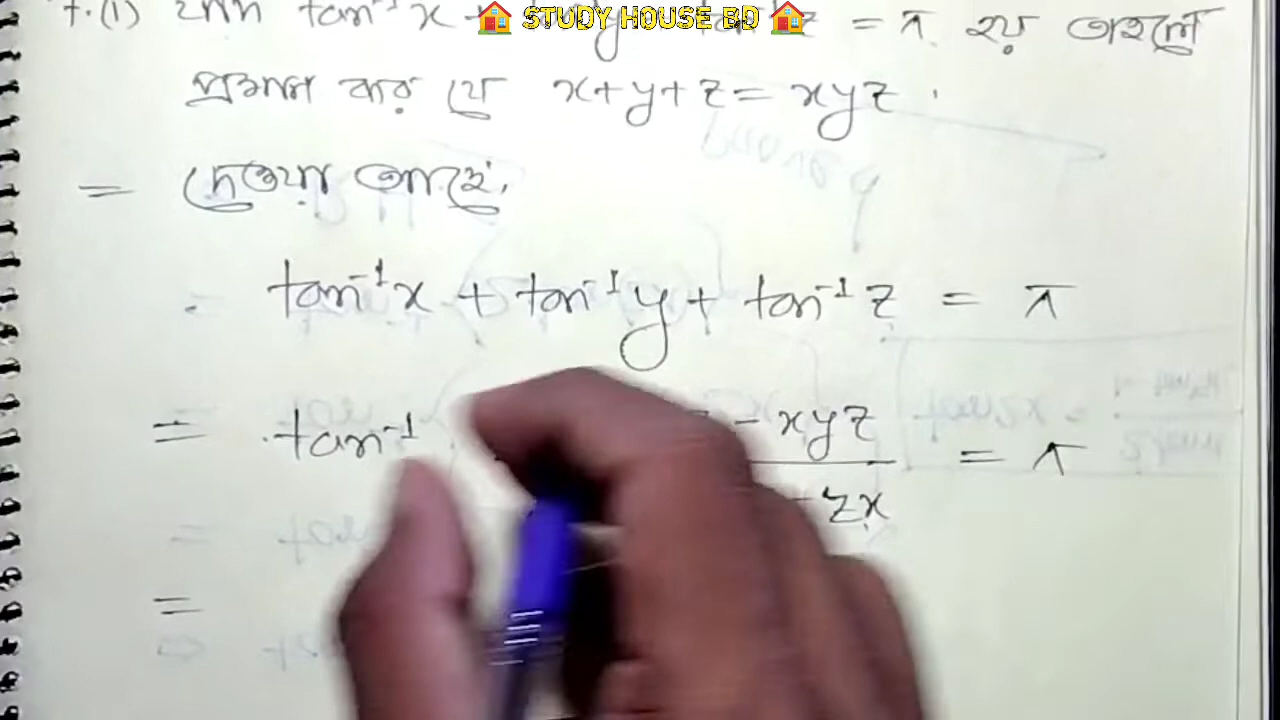 7.(1) যদি tan⁻¹x + y z = π হয় তাহলে
🏠 STUDY HOUSE BD 🏠
প্রমাণ কর যে x+y+z = xyz .
= দেওয়া আছে,
tan⁻¹x + tan⁻¹y + tan⁻¹z = π
= tan⁻¹ - xyz = π
zx
=